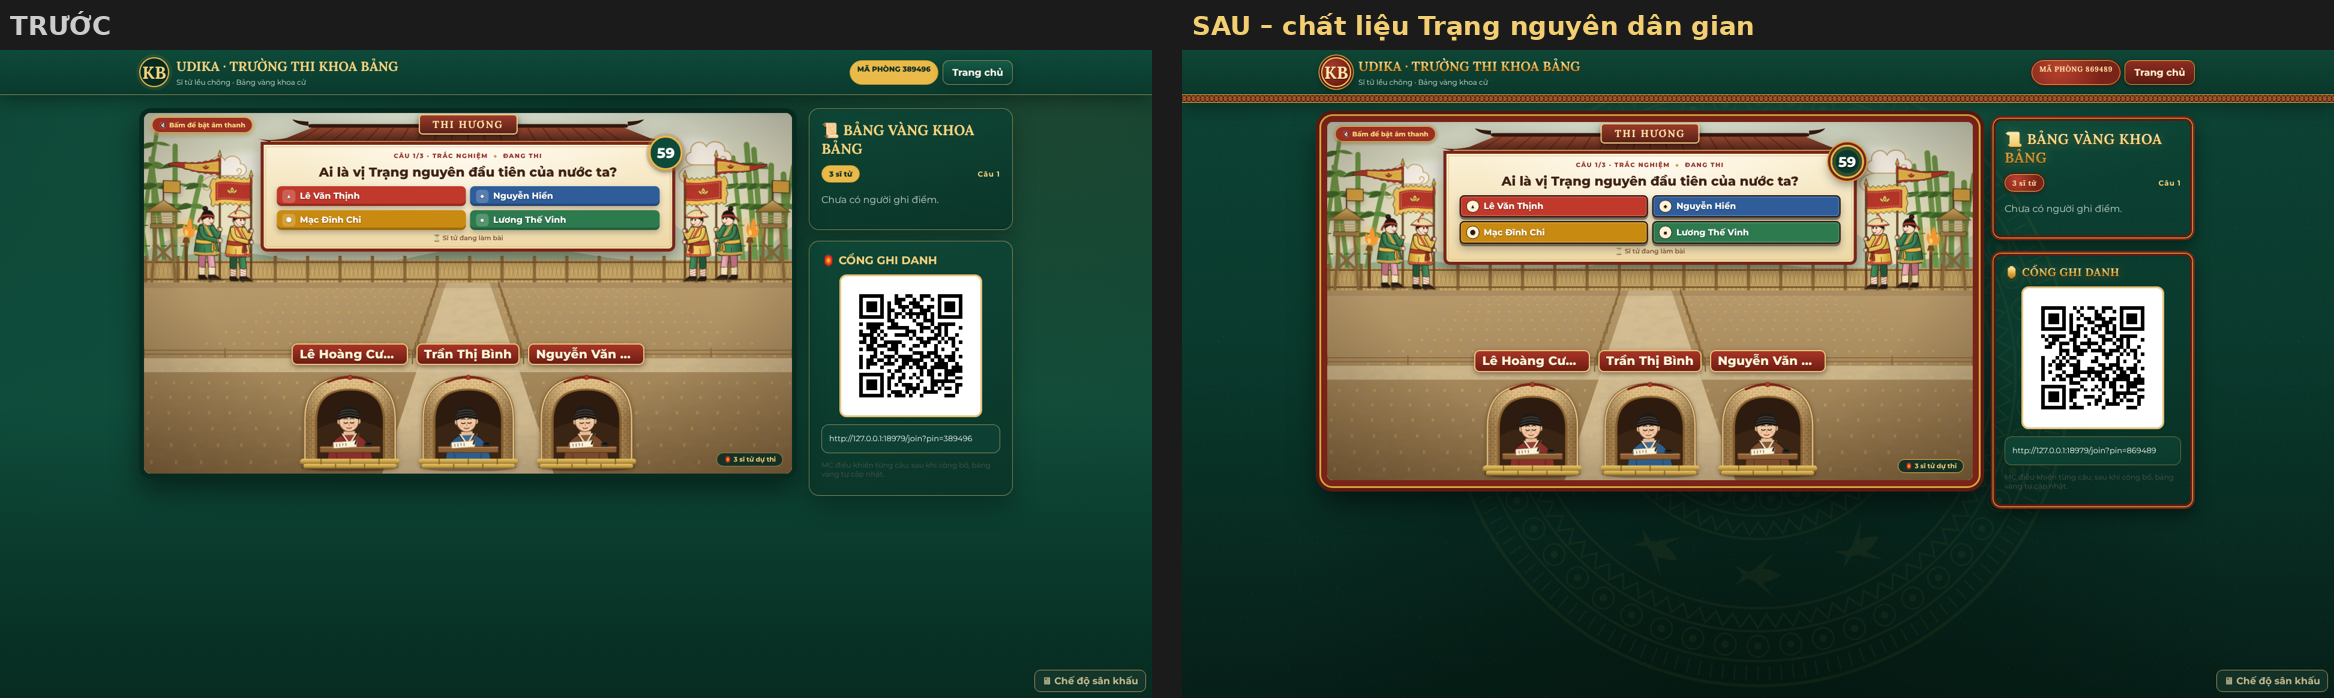 TRƯỚC
KB
UDIKA · TRƯỜNG THI KHOA BẢNG
Sĩ tử lều chõng · Bảng vàng khoa cử
MÃ PHÒNG 389496
Trang chủ
Bấm để bật âm thanh
THI HƯƠNG
59
CÂU 1/3 · TRẮC NGHIỆM • ĐANG THI
Ai là vị Trạng nguyên đầu tiên của nước ta?
Lê Văn Thịnh
Nguyễn Hiền
Mạc Đĩnh Chi
Lương Thế Vinh
Sĩ tử đang làm bài
Lê Hoàng Cư...
Trần Thị Bình
Nguyễn Văn ...
3 sĩ tử dự thi
BẢNG VÀNG KHOA
BẢNG
3 sĩ tử
Câu 1
Chưa có người ghi điểm.
CỔNG GHI DANH
http://127.0.0.1:18979/join?pin=389496
MC điều khiển từng câu; sau khi công bố, bảng
vàng tự cập nhật.
Chế độ sân khấu
SAU – chất liệu Trạng nguyên dân gian
KB
UDIKA · TRƯỜNG THI KHOA BẢNG
Sĩ tử lều chõng · Bảng vàng khoa cử
MÃ PHÒNG 869489
Trang chủ
Bấm để bật âm thanh
THI HƯƠNG
59
CÂU 1/3 · TRẮC NGHIỆM • ĐANG THI
Ai là vị Trạng nguyên đầu tiên của nước ta?
Lê Văn Thịnh
Nguyễn Hiền
Mạc Đĩnh Chi
Lương Thế Vinh
Sĩ tử đang làm bài
Lê Hoàng Cư...
Trần Thị Bình
Nguyễn Văn ...
3 sĩ tử dự thi
BẢNG VÀNG KHOA
BẢNG
3 sĩ tử
Câu 1
Chưa có người ghi điểm.
CỔNG GHI DANH
http://127.0.0.1:18979/join?pin=869489
MC điều khiển từng câu; sau khi công bố, bảng
vàng tự cập nhật.
Chế độ sân khấu